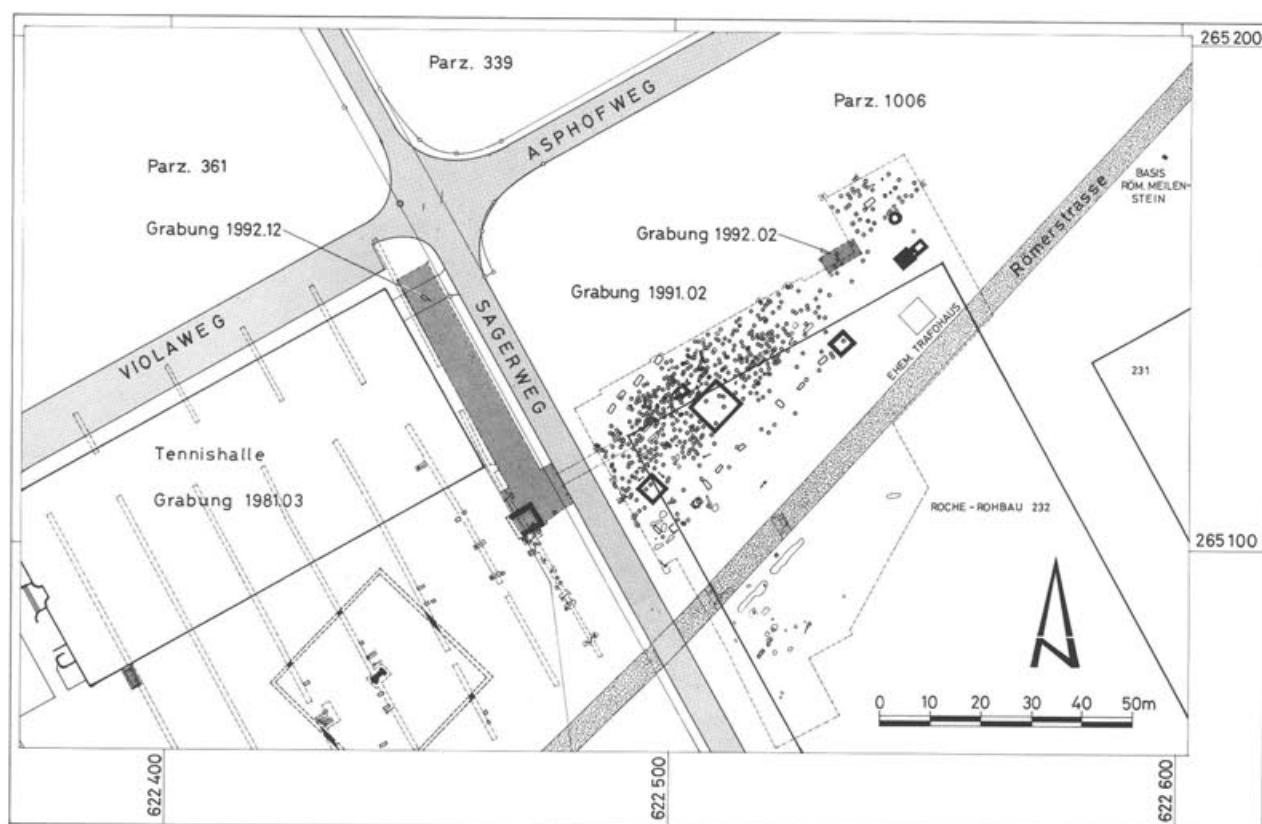 265 200
Parz. 339
ASPHOFWEG
Parz. 1006
Parz. 361
BASIS
RÖM. MEILEN-
STEIN
Römerstrasse
Grabung 1992.12
Grabung 1992.02
Grabung 1991.02
SAGERWEG
VIOLAWEG
EHEM. TRAFOHAUS
231
Tennishalle
Grabung 1981.03
ROCHE-ROHBAU 232
265 100
N
0 10 20 30 40 50m
622 400
622 500
622 600